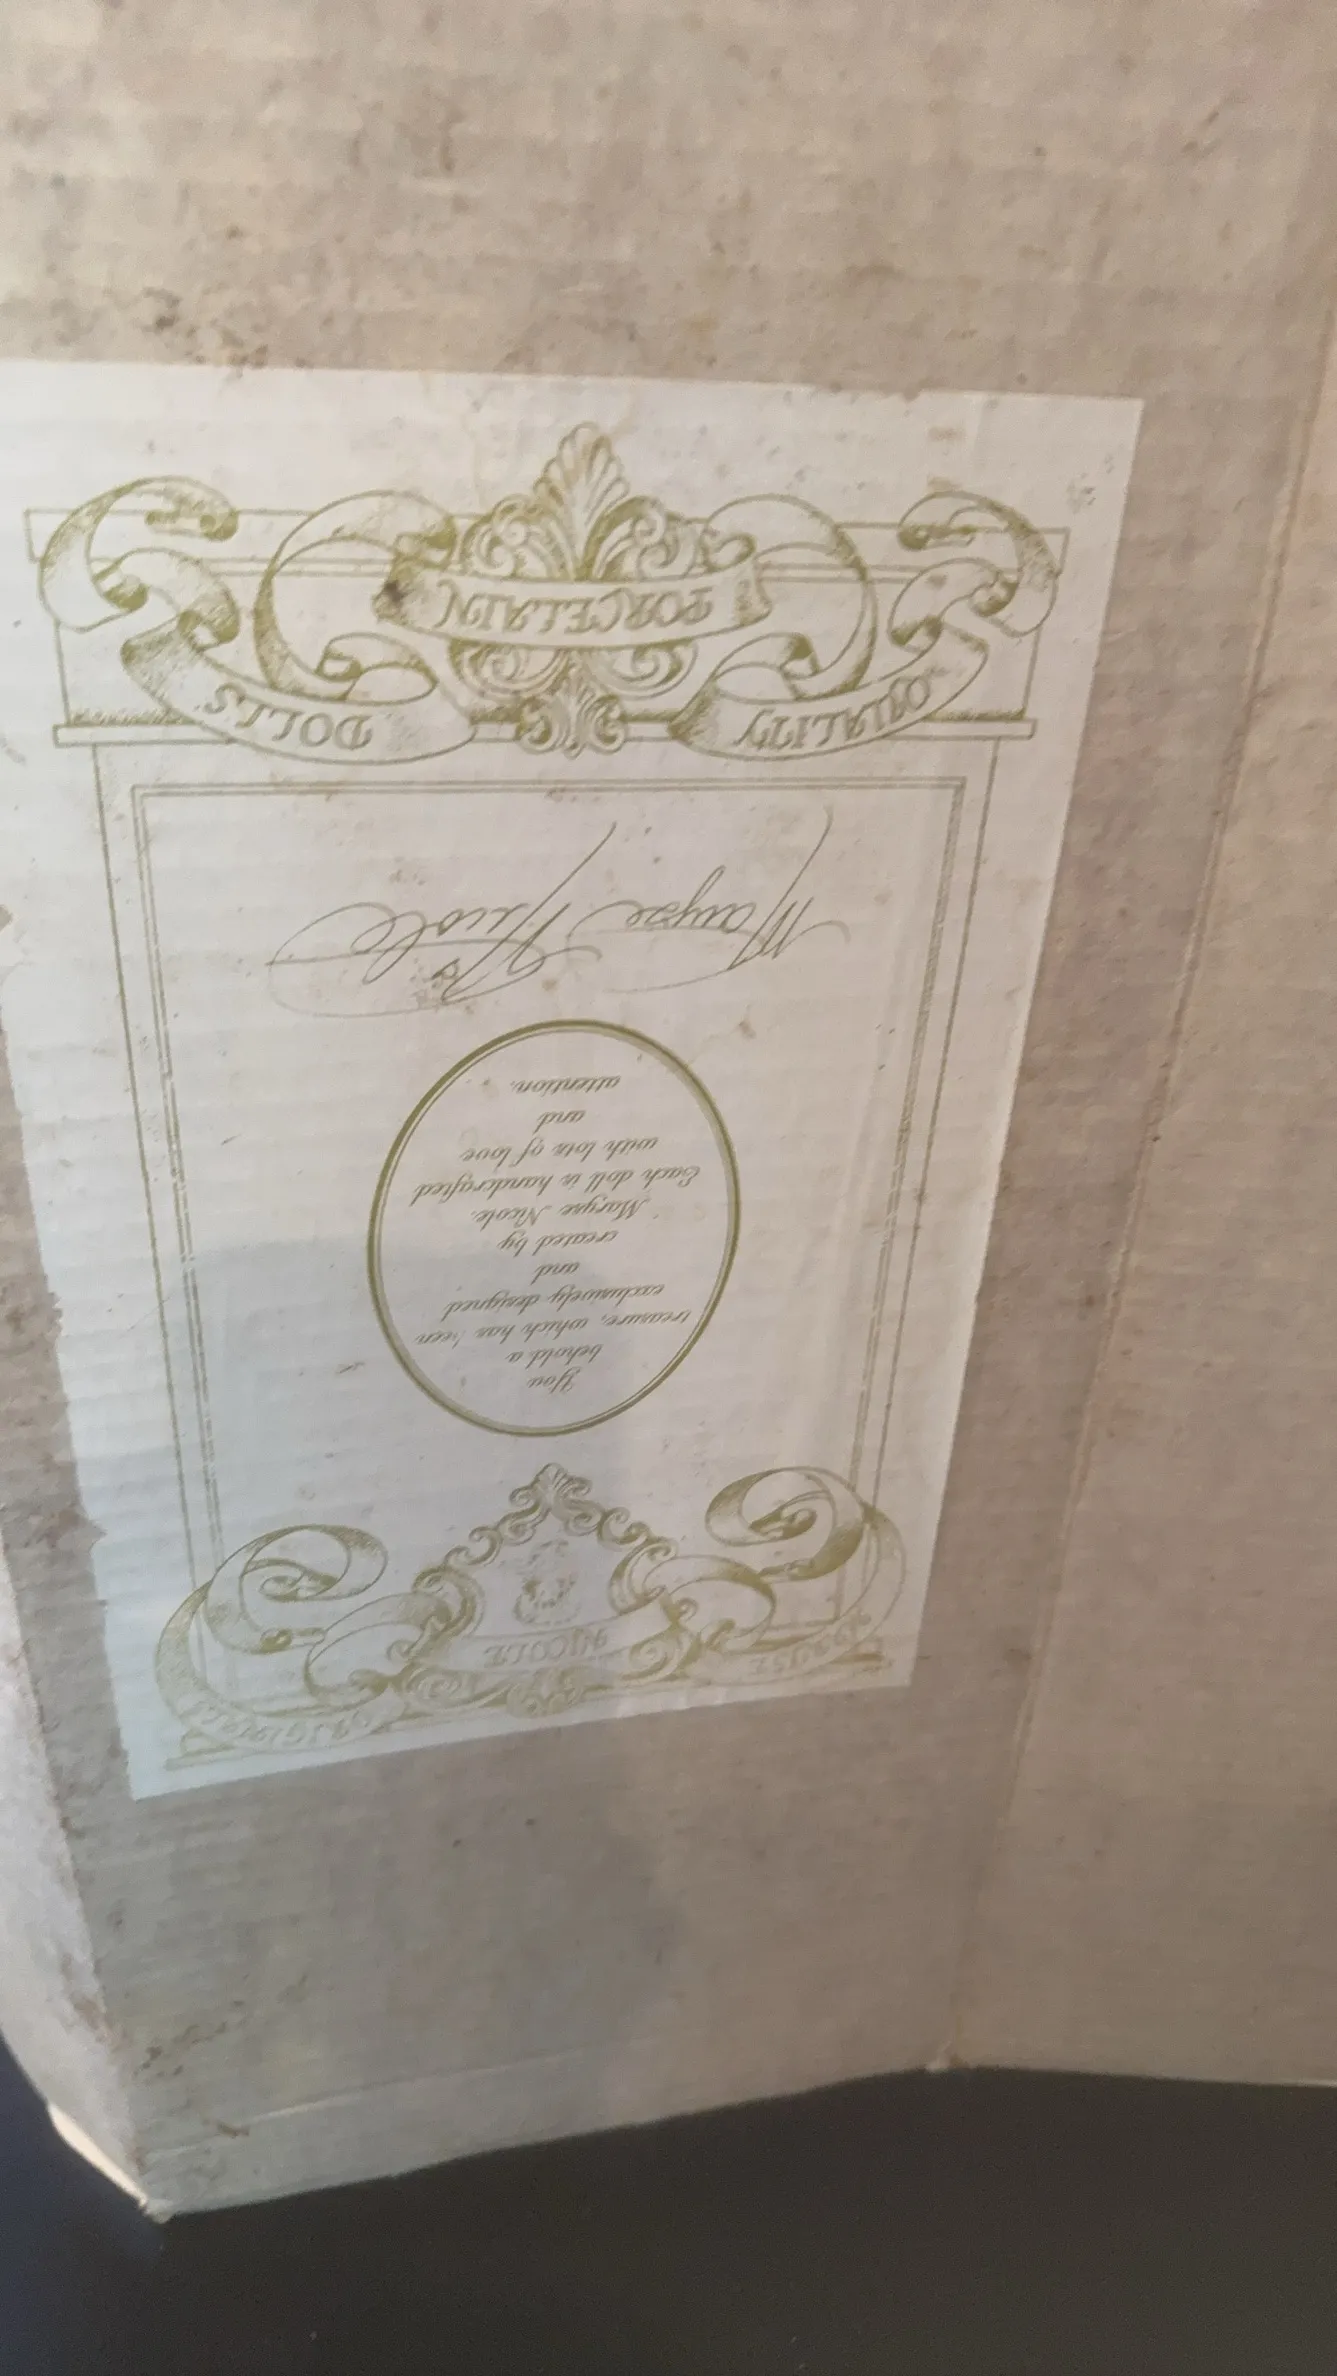 MARYSE
NICOLE
ORIGINAL
You
behold a
treasure, which has been
exclusively designed
and
created by
Maryse Nicole.
Each doll is handcrafted
with lots of love
and
attention.
Maryse Nicole
QUALITY
PORCELAIN
DOLLS